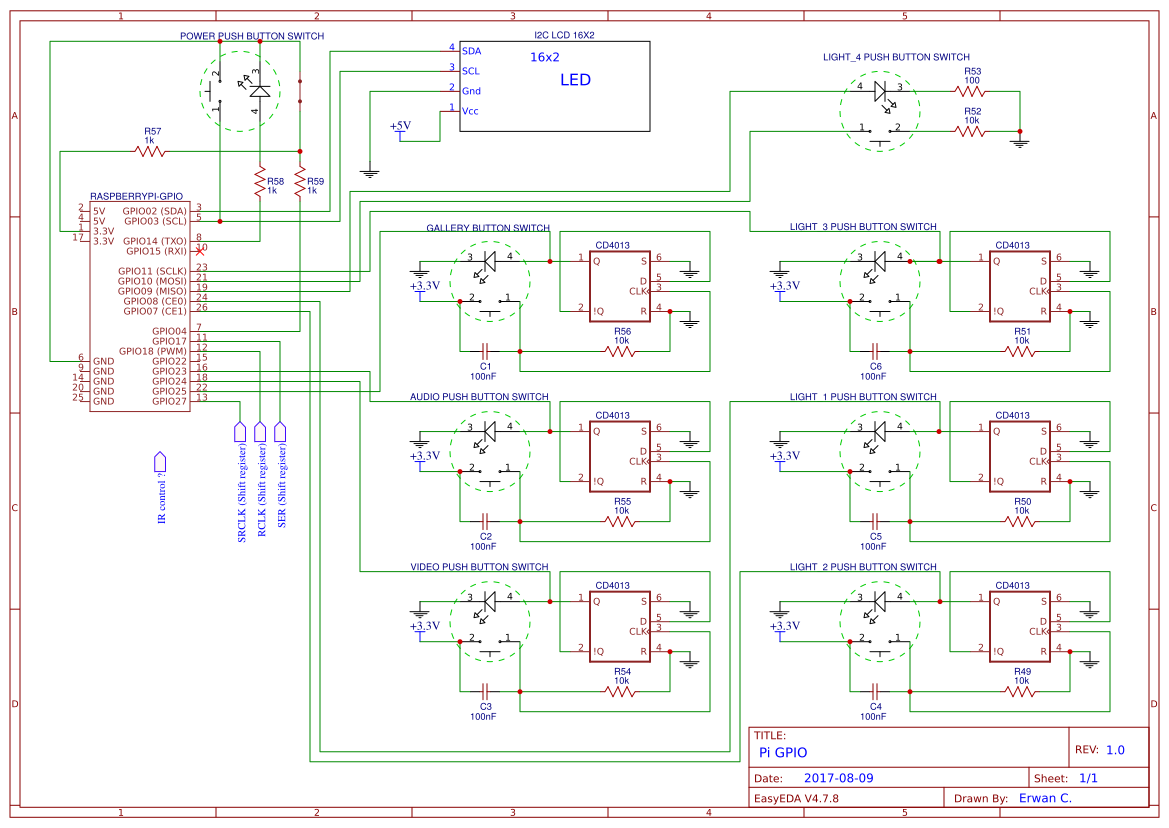 1 2 3 4 5
A
B
C
D
A
B
C
D
1 2 3 4 5
POWER PUSH BUTTON SWITCH
2
3
1
4
R57
1k
R58
1k
R59
1k
I2C LCD 16X2
16x2
LED
4 SDA
3 SCL
2 Gnd
1 Vcc
+5V
LIGHT_4 PUSH BUTTON SWITCH
4 3
1 2
R53
100
R52
10k
RASPBERRYPI-GPIO
2 5V
4 5V
1 3.3V
17 3.3V
6 GND
9 GND
14 GND
20 GND
25 GND
GPIO02 (SDA) 3
GPIO03 (SCL) 5
GPIO14 (TXO) 8
GPIO15 (RXI) 10
GPIO11 (SCLK) 23
GPIO10 (MOSI) 21
GPIO09 (MISO) 19
GPIO08 (CE0) 24
GPIO07 (CE1) 26
GPIO04 7
GPIO17 11
GPIO18 (PWM) 12
GPIO22 15
GPIO23 16
GPIO24 18
GPIO25 22
GPIO27 13
IR control ?
SRCLK (Shift register)
RCLK (Shift register)
SER (Shift register)
GALLERY BUTTON SWITCH
3 4
+3.3V
2 1
C1
100nF
R56
10k
CD4013
1 Q S 6
D 5
CLK 3
2 !Q R 4
LIGHT_3 PUSH BUTTON SWITCH
3 4
+3.3V
2 1
C6
100nF
R51
10k
CD4013
1 Q S 6
D 5
CLK 3
2 !Q R 4
AUDIO PUSH BUTTON SWITCH
3 4
+3.3V
2 1
C2
100nF
R55
10k
CD4013
1 Q S 6
D 5
CLK 3
2 !Q R 4
LIGHT_1 PUSH BUTTON SWITCH
3 4
+3.3V
2 1
C5
100nF
R50
10k
CD4013
1 Q S 6
D 5
CLK 3
2 !Q R 4
VIDEO PUSH BUTTON SWITCH
3 4
+3.3V
2 1
C3
100nF
R54
10k
CD4013
1 Q S 6
D 5
CLK 3
2 !Q R 4
LIGHT_2 PUSH BUTTON SWITCH
3 4
+3.3V
2 1
C4
100nF
R49
10k
CD4013
1 Q S 6
D 5
CLK 3
2 !Q R 4
TITLE:
Pi GPIO
REV: 1.0
Date: 2017-08-09
Sheet: 1/1
EasyEDA V4.7.8
Drawn By: Erwan C.